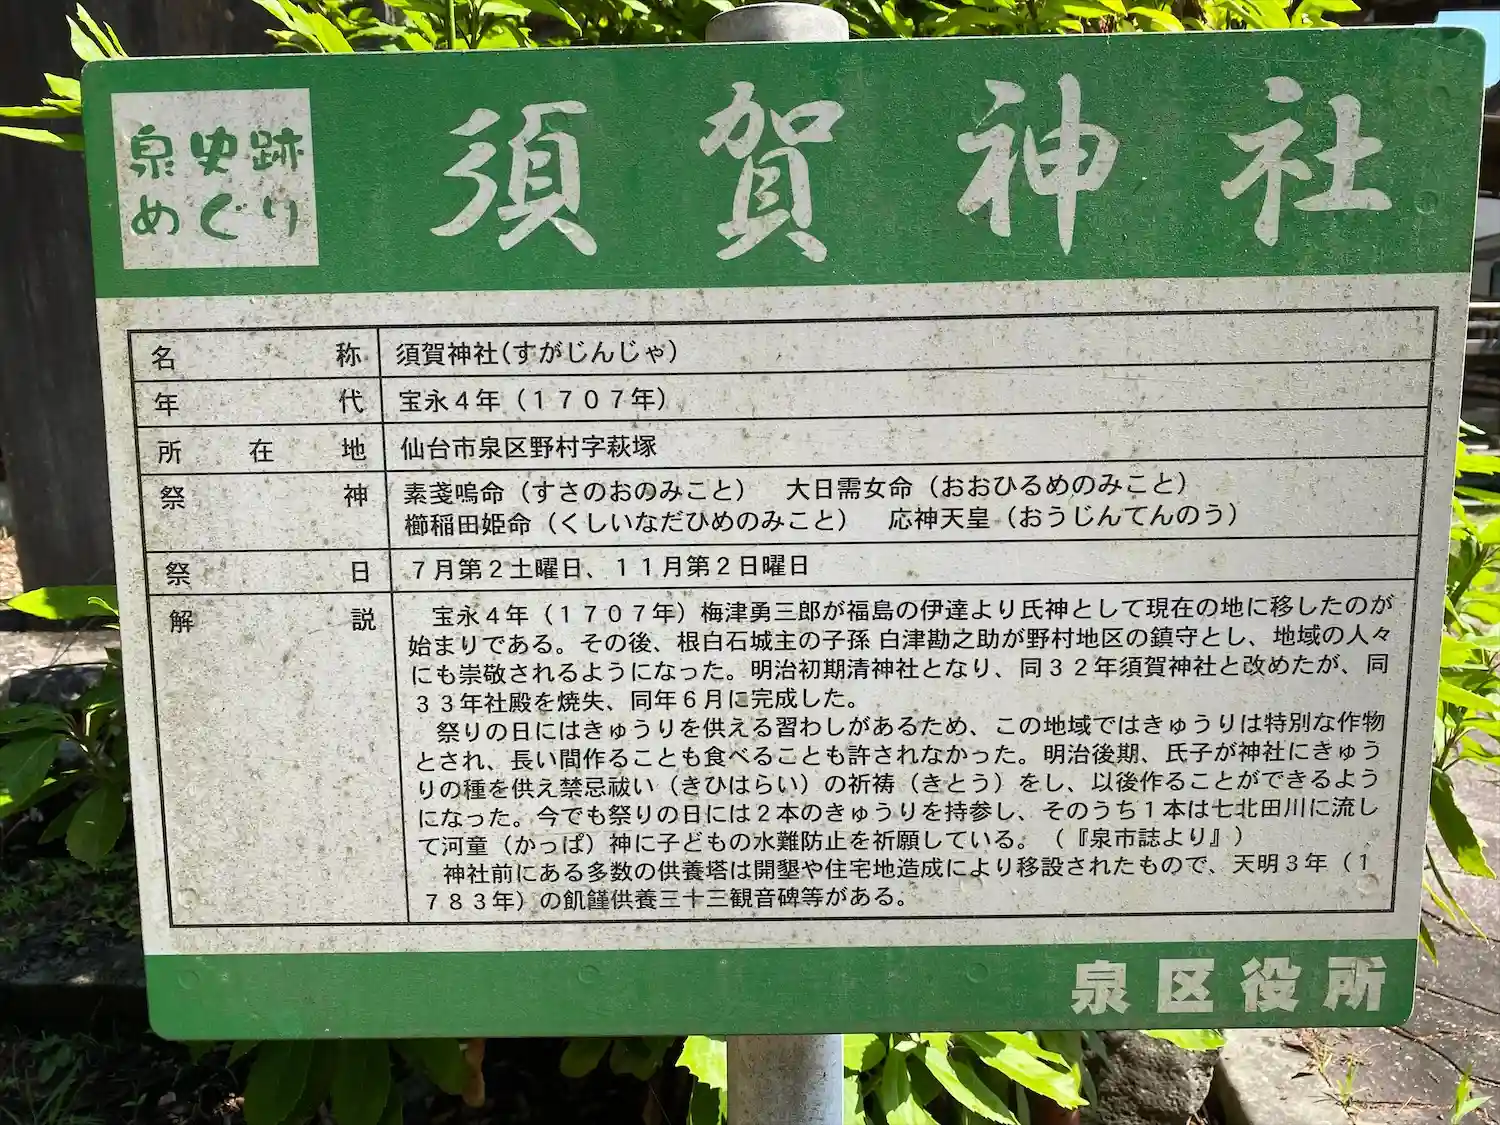 泉史跡
めぐり
須賀神社
名称 須賀神社(すがじんじゃ)
年代 宝永4年（1707年）
所在地 仙台市泉区野村字萩塚
祭神 素戔嗚命（すさのおのみこと）　大日需女命（おおひるめのみこと）
櫛稲田姫命（くしいなだひめのみこと）　応神天皇（おうじんてんのう）
祭日 7月第2土曜日、11月第2日曜日
解説 宝永4年（1707年）梅津勇三郎が福島の伊達より氏神として現在の地に移したのが
始まりである。その後、根白石城主の子孫 白津勘之助が野村地区の鎮守とし、地域の人々
にも崇敬されるようになった。明治初期清神社となり、同32年須賀神社と改めたが、同
33年社殿を焼失、同年6月に完成した。
祭りの日にはきゅうりを供える習わしがあるため、この地域ではきゅうりは特別な作物
とされ、長い間作ることも食べることも許されなかった。明治後期、氏子が神社にきゅう
りの種を供え禁忌祓い（きひはらい）の祈祷（きとう）をし、以後作ることができるよう
になった。今でも祭りの日には2本のきゅうりを持参し、そのうち1本は七北田川に流し
て河童（かっぱ）神に子どもの水難防止を祈願している。（『泉市誌より』）
神社前にある多数の供養塔は開墾や住宅地造成により移設されたもので、天明3年（1
783年）の飢饉供養三十三観音碑等がある。
泉区役所